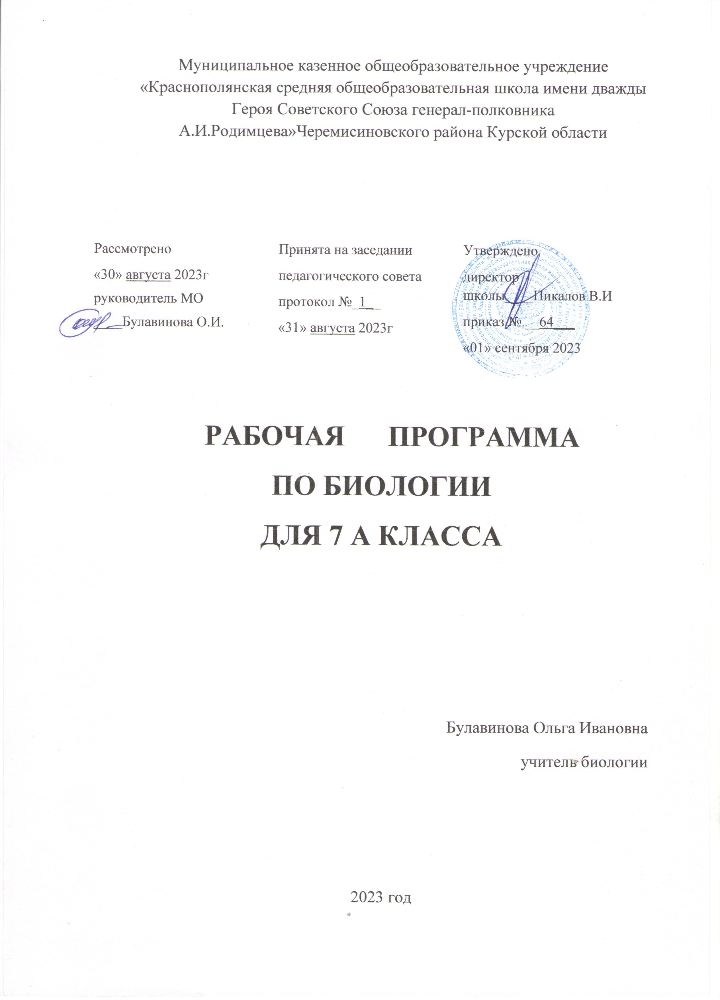 Муниципальное казенное общеобразовательное учреждение
«Краснополянская средняя общеобразовательная школа имени дважды
Героя Советского Союза генерал-полковника
А.И.Родимцева»Черемисиновского района Курской области
Рассмотрено
«30» августа 2023г
руководитель МО
____Булавинова О.И.
Принята на заседании
педагогического совета
протокол №_1__
«31» августа 2023г
Утверждено
директор
школы____Пикалов В.И
приказ № __64___
«01» сентября 2023
РАБОЧАЯ ПРОГРАММА
ПО БИОЛОГИИ
ДЛЯ 7 А КЛАССА
Булавинова Ольга Ивановна
учитель биологии
2023 год